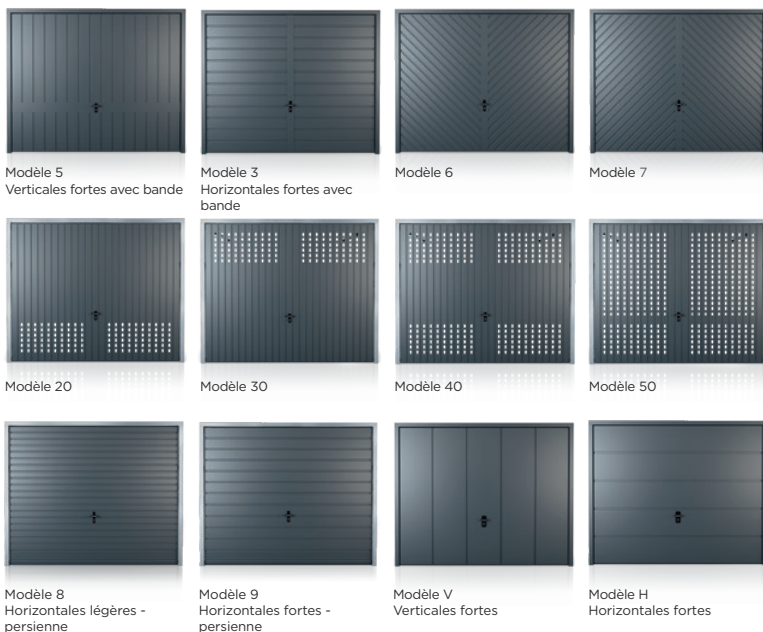 Modèle 5
Verticales fortes avec bande
Modèle 3
Horizontales fortes avec
bande
Modèle 6
Modèle 7
Modèle 20
Modèle 30
Modèle 40
Modèle 50
Modèle 8
Horizontales légères -
persienne
Modèle 9
Horizontales fortes -
persienne
Modèle V
Verticales fortes
Modèle H
Horizontales fortes